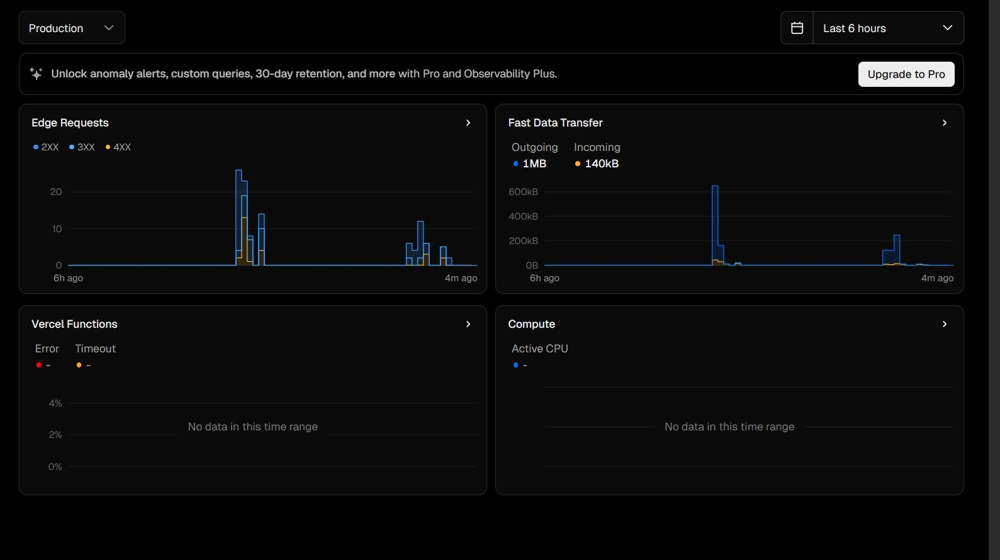 Production
Last 6 hours
Unlock anomaly alerts, custom queries, 30-day retention, and more with Pro and Observability Plus.
Upgrade to Pro
Edge Requests
2XX 3XX 4XX
20
10
0
6h ago 4m ago
Fast Data Transfer
Outgoing Incoming
1MB 140kB
600kB
400kB
200kB
0B
6h ago 4m ago
Vercel Functions
Error Timeout
– –
4%
2%
0%
No data in this time range
Compute
Active CPU
–
No data in this time range